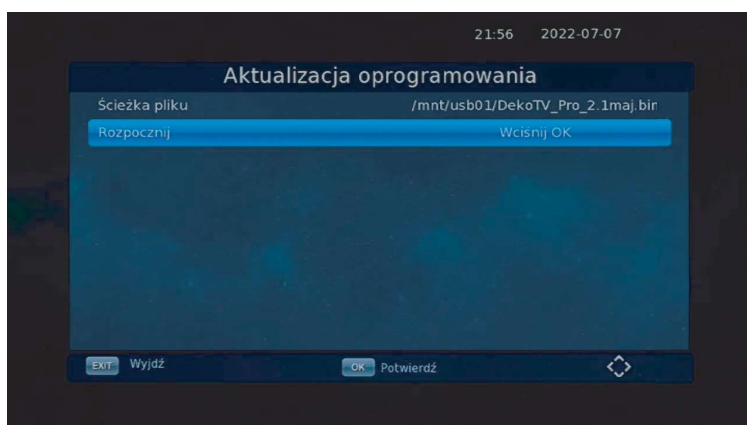 21:56 2022-07-07
Aktualizacja oprogramowania
Ścieżka pliku /mnt/usb01/DekoTV_Pro_2.1maj.bin
Rozpocznij Wciśnij OK
EXIT Wyjdź OK Potwierdź